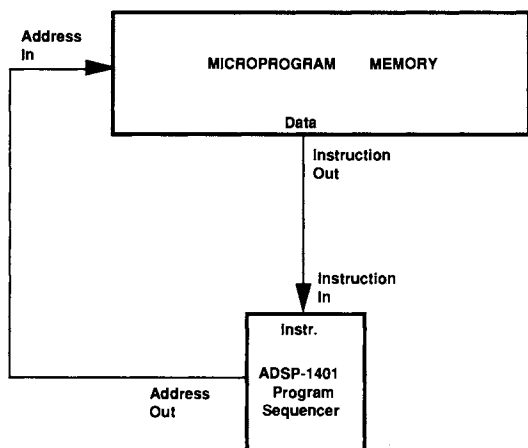 Address
In
MICROPROGRAM MEMORY
Data
Instruction
Out
Instruction
In
Instr.
ADSP-1401
Program
Sequencer
Address
Out